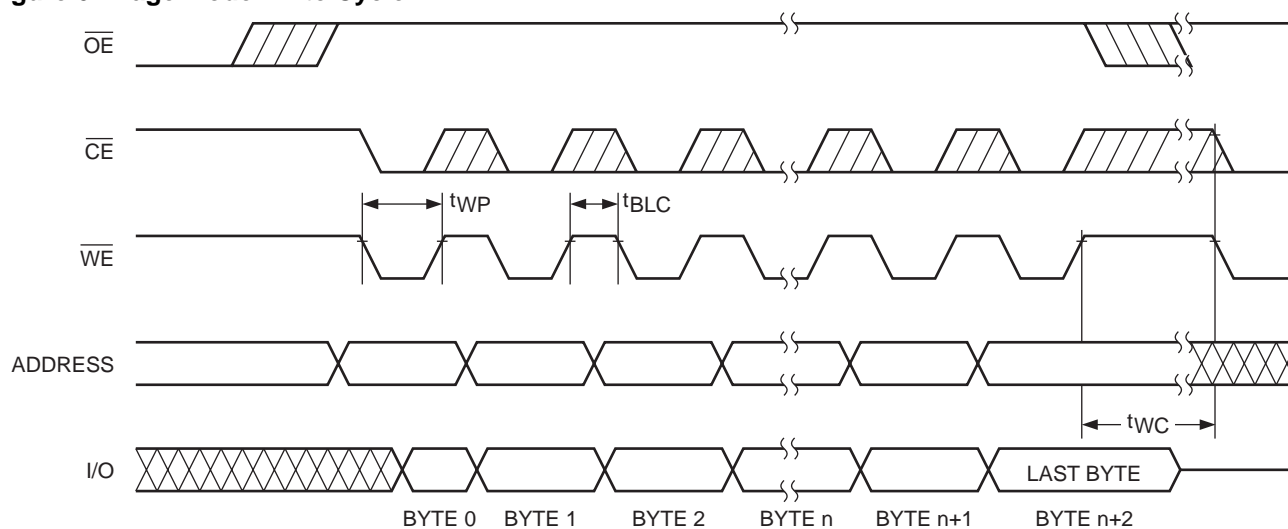 OE
CE
tWP
tBLC
WE
ADDRESS
tWC
I/O
LAST BYTE
BYTE 0 BYTE 1 BYTE 2 BYTE n BYTE n+1 BYTE n+2